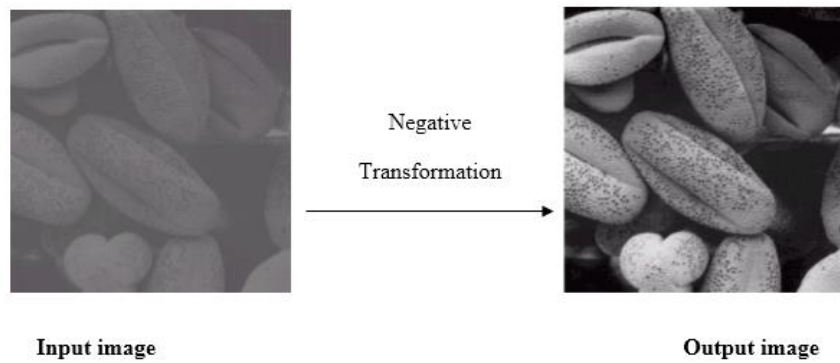 Negative
Transformation
Input image
Output image